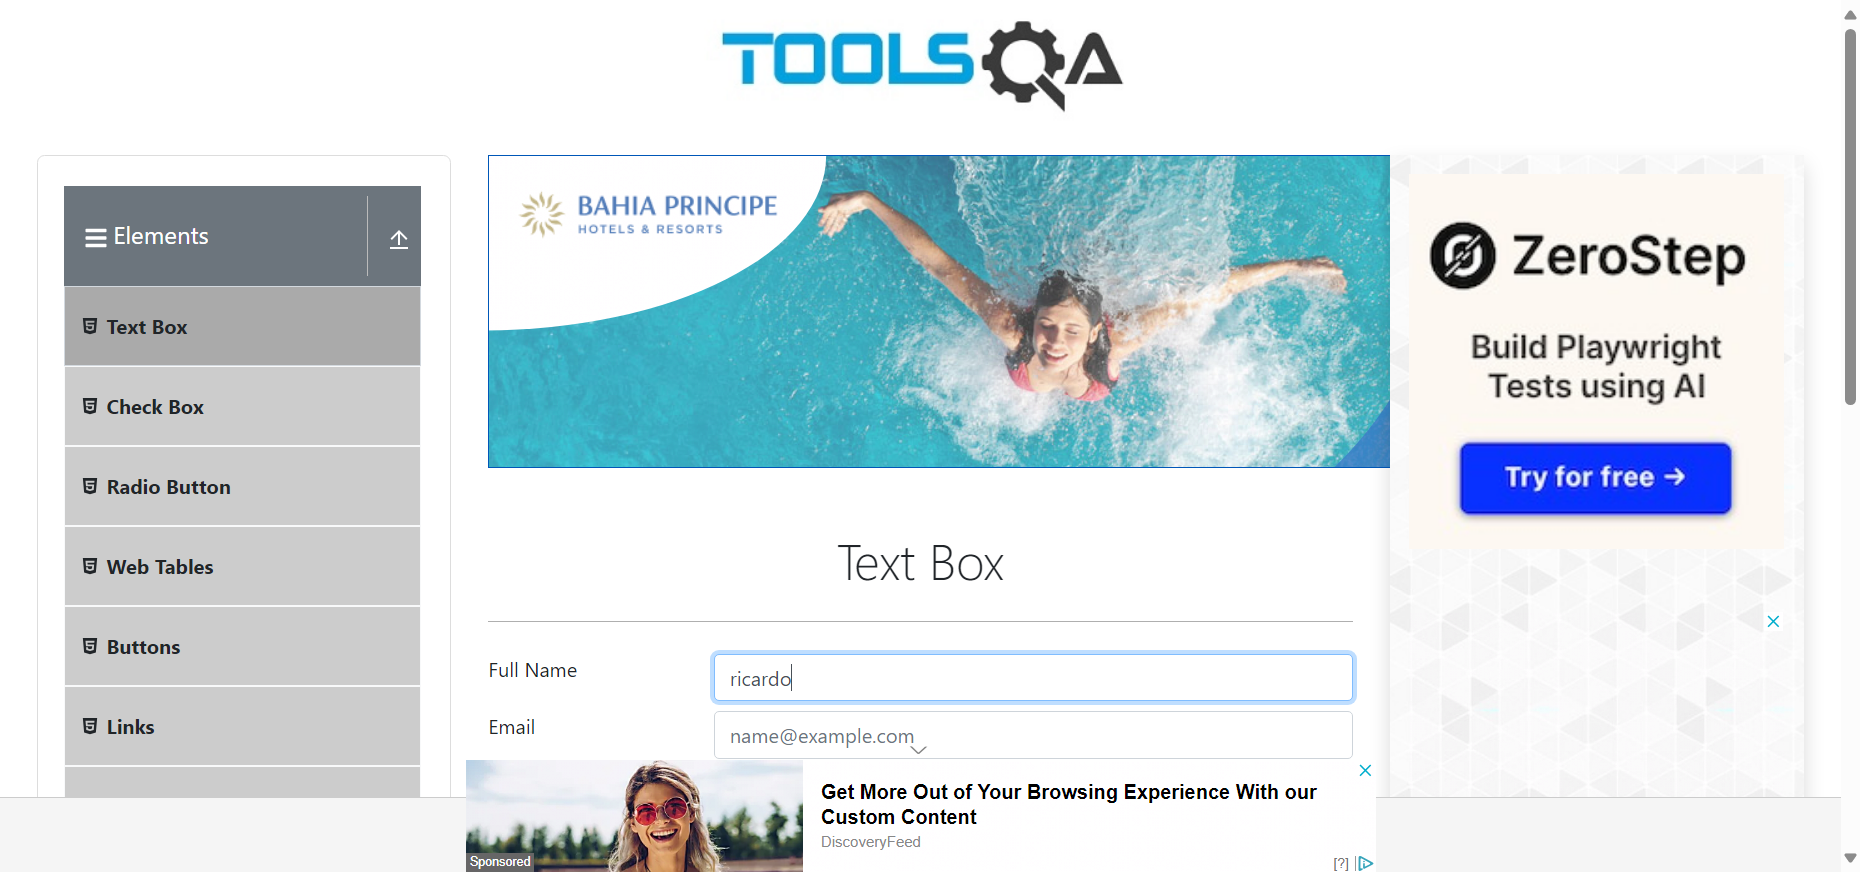 TOOLSQA
Elements
Text Box
Check Box
Radio Button
Web Tables
Buttons
Links
BAHIA PRINCIPE
HOTELS & RESORTS
Text Box
Full Name
ricardo
Email
name@example.com
ZeroStep
Build Playwright
Tests using AI
Try for free →
Sponsored
Get More Out of Your Browsing Experience With our
Custom Content
DiscoveryFeed
[?]